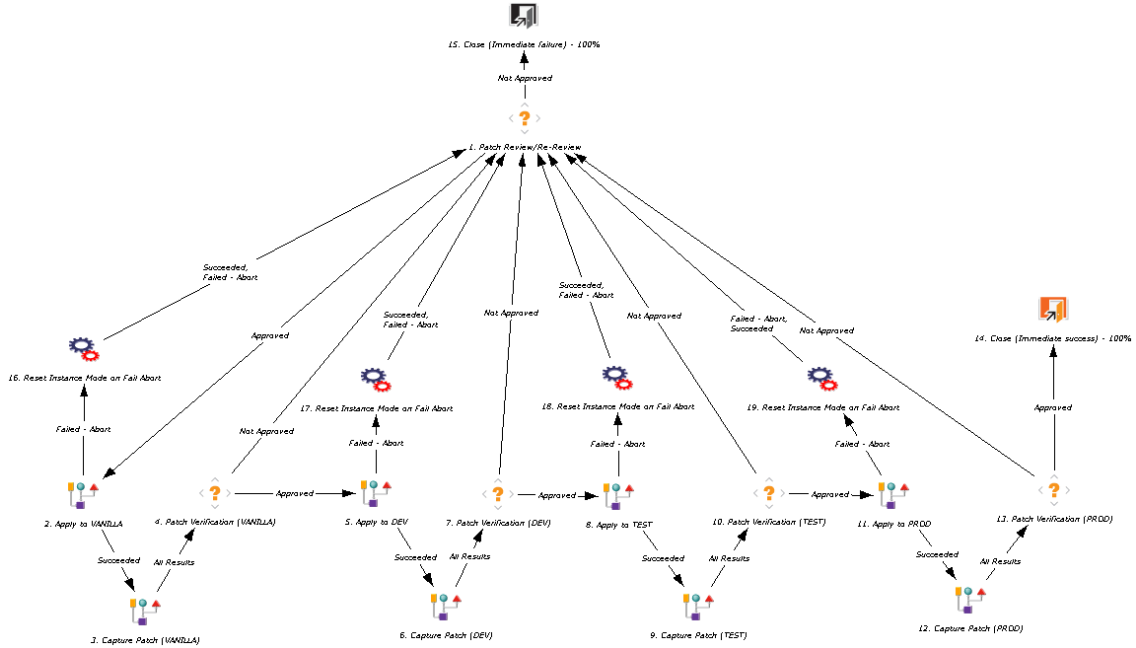 15. Close (Immediate failure) - 100%
Not Approved
1. Patch Review/Re-Review
Succeeded,
Failed - Abort
Succeeded,
Failed - Abort
Not Approved
Succeeded,
Failed - Abort
Not Approved
Failed - Abort,
Succeeded
Not Approved
Approved
14. Close (Immediate success) - 100%
16. Reset Instance Mode on Fail Abort
17. Reset Instance Mode on Fail Abort
18. Reset Instance Mode on Fail Abort
19. Reset Instance Mode on Fail Abort
Approved
Failed - Abort
Not Approved
Failed - Abort
Failed - Abort
Failed - Abort
Approved
Approved
Approved
2. Apply to VANILLA
4. Patch Verification (VANILLA)
5. Apply to DEV
7. Patch Verification (DEV)
8. Apply to TEST
10. Patch Verification (TEST)
11. Apply to PROD
13. Patch Verification (PROD)
Succeeded
All Results
Succeeded
All Results
Succeeded
All Results
Succeeded
All Results
3. Capture Patch (VANILLA)
6. Capture Patch (DEV)
9. Capture Patch (TEST)
12. Capture Patch (PROD)